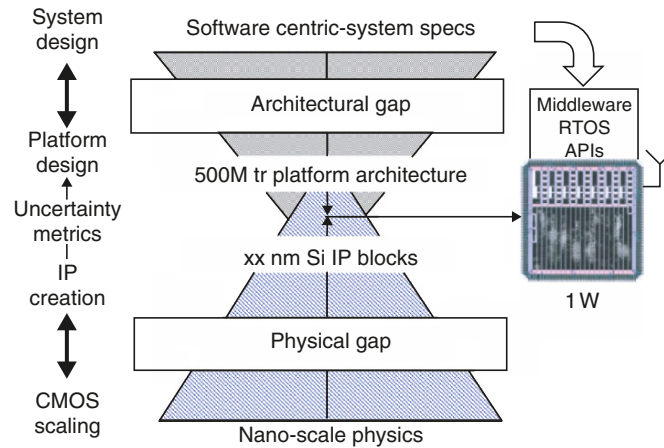 System
design
Software centric-system specs
Architectural gap
Middleware
RTOS
APIs
Platform
design
500M tr platform architecture
Uncertainty
metrics
xx nm Si IP blocks
IP
creation
1 W
Physical gap
CMOS
scaling
Nano-scale physics